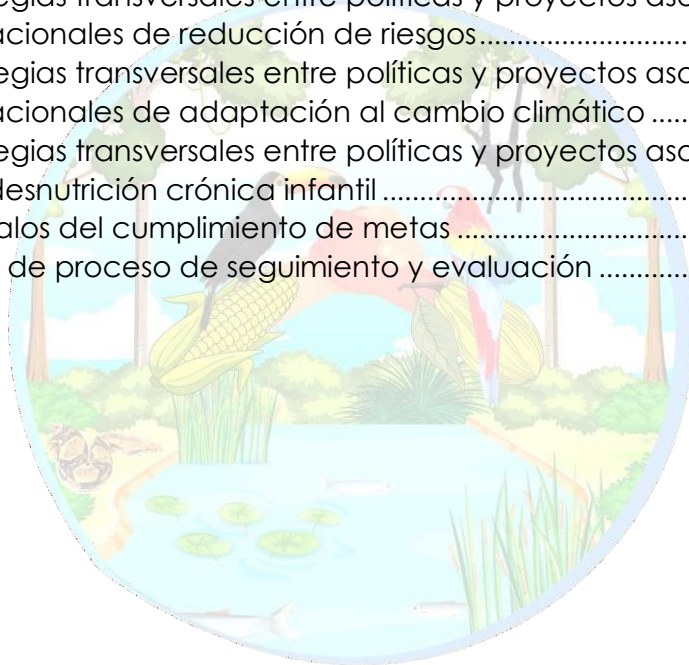 egias transversales entre políticas y proyectos aso
acionales de reducción de riesgos.......................................
egias transversales entre políticas y proyectos aso
acionales de adaptación al cambio climático ......
egias transversales entre políticas y proyectos aso
desnutrición crónica infantil ....................................................
alos del cumplimiento de metas .......................................
de proceso de seguimiento y evaluación ..............